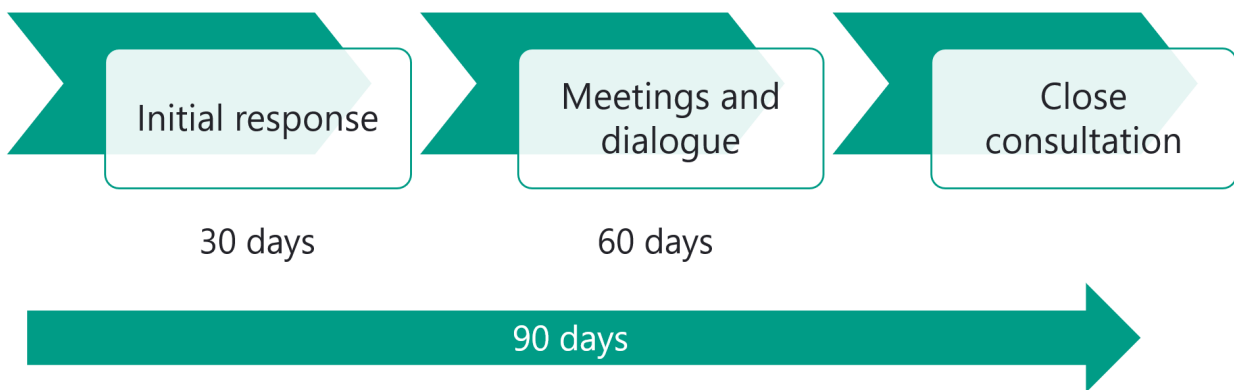 Initial response
Meetings and
dialogue
Close
consultation
30 days
60 days
90 days